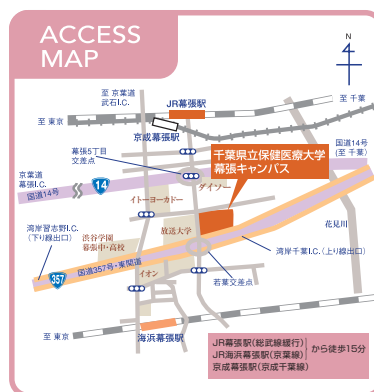 ACCESS
MAP
N
至 京葉道
武石I.C.
JR幕張駅
至 千葉
至 東京
京成幕張駅
幕張5丁目
交差点
千葉県立保健医療大学
幕張キャンパス
国道14号
(至 千葉)
京葉道
幕張I.C.
14
国道14号
ダイソー
イトーヨーカドー
花見川
湾岸習志野I.C.
(下り線出口)
渋谷学園
幕張中・高校
放送大学
湾岸千葉I.C.(上り線出口)
国道357号・東関道
357
イオン
若葉交差点
至 東京
海浜幕張駅
JR幕張駅(総武線緩行)
JR海浜幕張駅(京葉線)
から徒歩15分
京成幕張駅(京成千葉線)